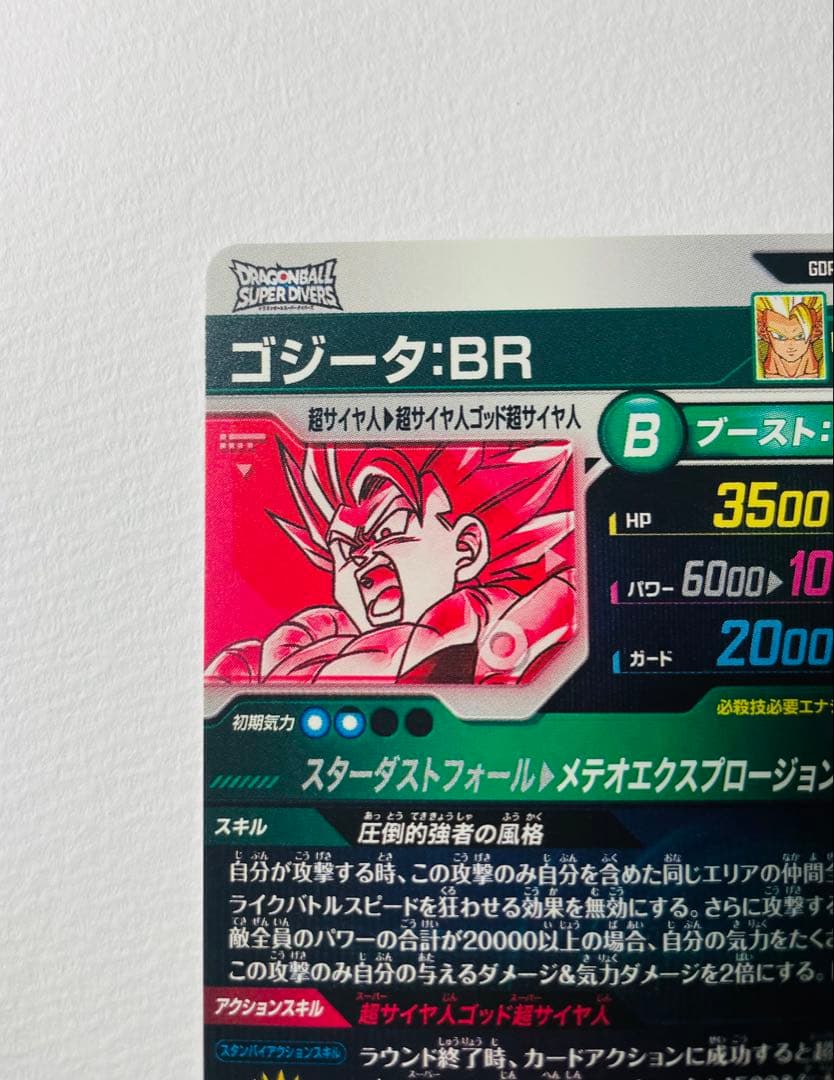 DRAGONBALL
SUPER DIVERS
GDP
ゴジータ:BR
超サイヤ人▶超サイヤ人ゴッド超サイヤ人
B ブースト:
HP 3500
パワー 6000▶10
ガード 2000
必殺技必要エナジ
初期気力
スターダストフォール▶メテオエクスプロージョン
スキル 圧倒的強者の風格
自分が攻撃する時、この攻撃のみ自分を含めた同じエリアの仲間全
ライクバトルスピードを狂わせる効果を無効にする。さらに攻撃す
敵全員のパワーの合計が20000以上の場合、自分の気力をたくさ
この攻撃のみ自分の与えるダメージ&気力ダメージを2倍にする。
アクションスキル 超サイヤ人ゴッド超サイヤ人
スタンバイアクションスキル ラウンド終了時、カードアクションに成功すると超